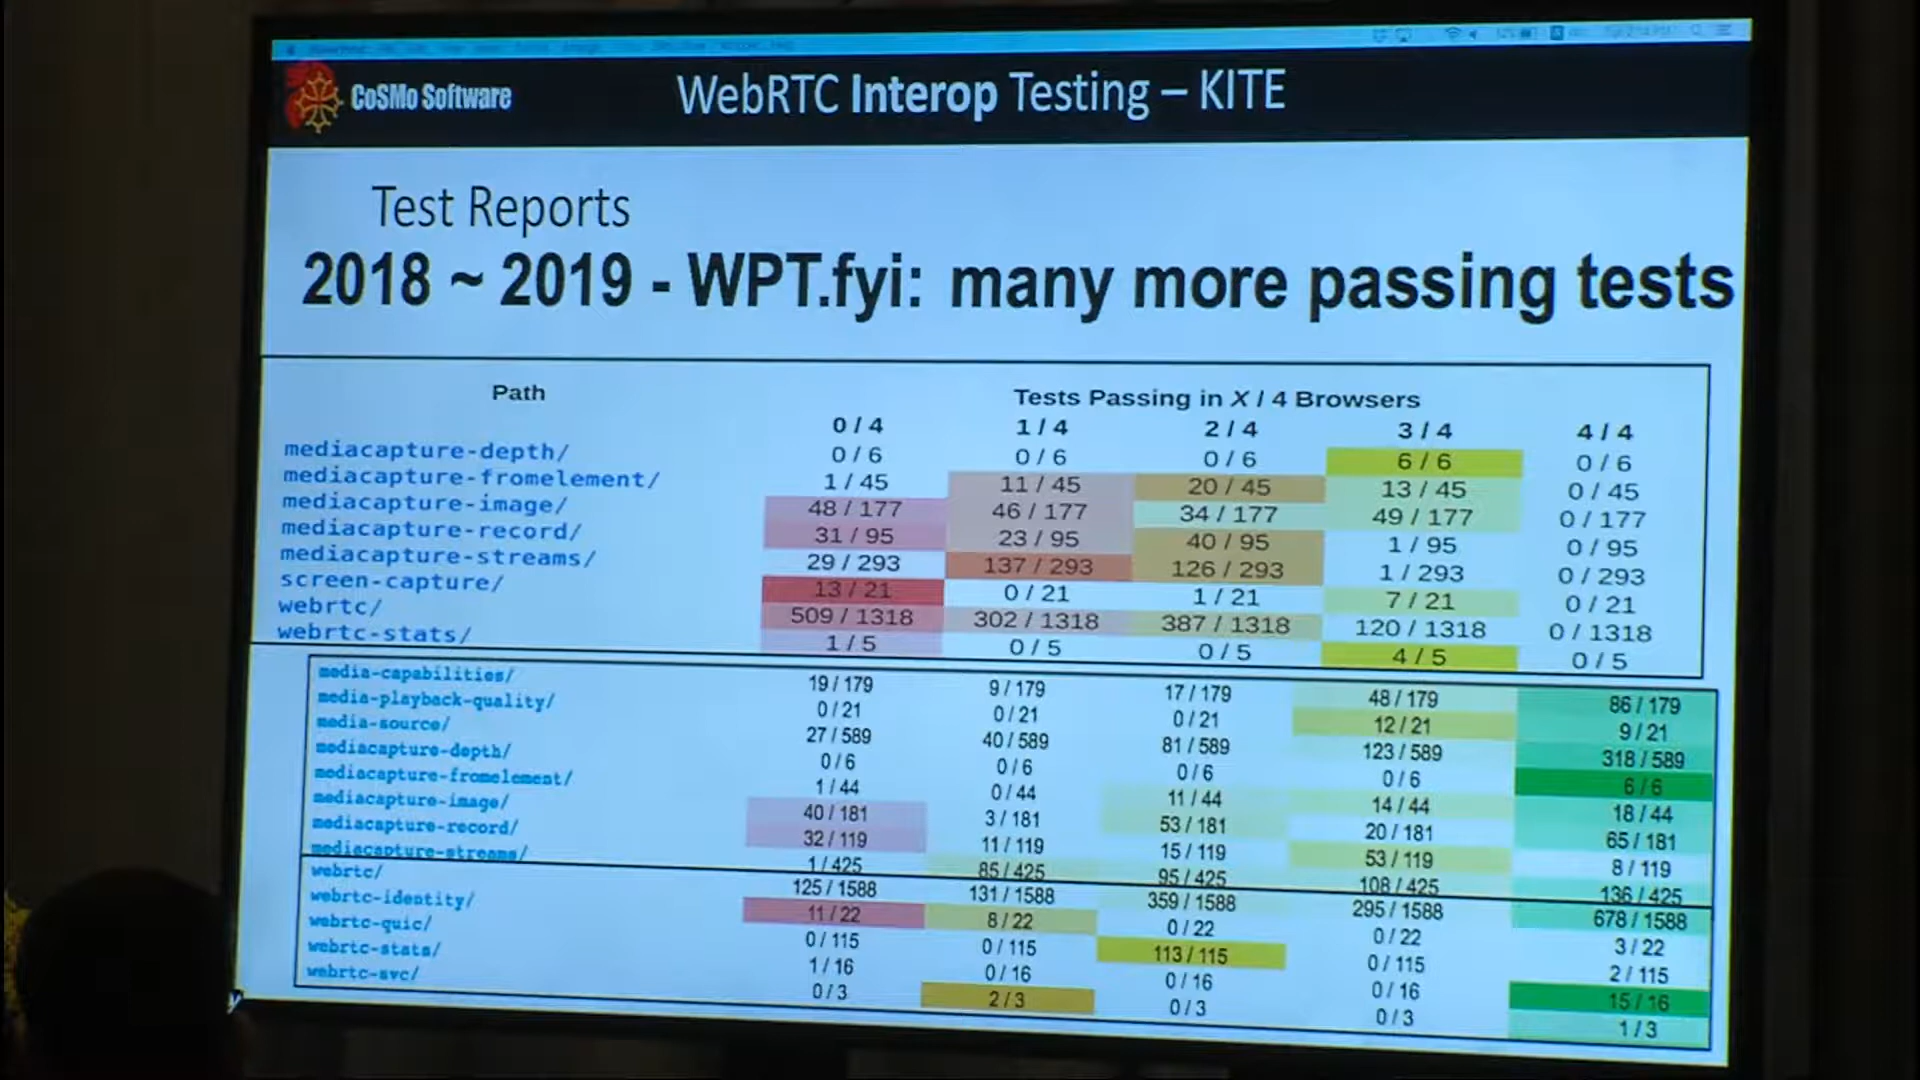 CoSMo Software
WebRTC Interop Testing – KITE
Test Reports
2018 ~ 2019 - WPT.fyi: many more passing tests
Path
Tests Passing in X / 4 Browsers
0 / 4 1 / 4 2 / 4 3 / 4 4 / 4
mediacapture-depth/ 0 / 6 0 / 6 0 / 6 6 / 6 0 / 6
mediacapture-fromelement/ 1 / 45 11 / 45 20 / 45 13 / 45 0 / 45
mediacapture-image/ 48 / 177 46 / 177 34 / 177 49 / 177 0 / 177
mediacapture-record/ 31 / 95 23 / 95 40 / 95 1 / 95 0 / 95
mediacapture-streams/ 29 / 293 137 / 293 126 / 293 1 / 293 0 / 293
screen-capture/ 13 / 21 0 / 21 1 / 21 7 / 21 0 / 21
webrtc/ 509 / 1318 302 / 1318 387 / 1318 120 / 1318 0 / 1318
webrtc-stats/ 1 / 5 0 / 5 0 / 5 4 / 5 0 / 5
media-capabilities/ 19 / 179 9 / 179 17 / 179 48 / 179 86 / 179
media-playback-quality/ 0 / 21 0 / 21 0 / 21 12 / 21 9 / 21
media-source/ 27 / 589 40 / 589 81 / 589 123 / 589 318 / 589
mediacapture-depth/ 0 / 6 0 / 6 0 / 6 0 / 6 6 / 6
mediacapture-fromelement/ 1 / 44 0 / 44 11 / 44 14 / 44 18 / 44
mediacapture-image/ 40 / 181 3 / 181 53 / 181 20 / 181 65 / 181
mediacapture-record/ 32 / 119 11 / 119 15 / 119 53 / 119 8 / 119
mediacapture-streams/ 1 / 425 85 / 425 95 / 425 108 / 425 136 / 425
webrtc/ 125 / 1588 131 / 1588 359 / 1588 295 / 1588 678 / 1588
webrtc-identity/ 11 / 22 8 / 22 0 / 22 0 / 22 3 / 22
webrtc-quic/ 0 / 115 0 / 115 113 / 115 0 / 115 2 / 115
webrtc-stats/ 1 / 16 0 / 16 0 / 16 0 / 16 15 / 16
webrtc-svc/ 0 / 3 2 / 3 0 / 3 0 / 3 1 / 3